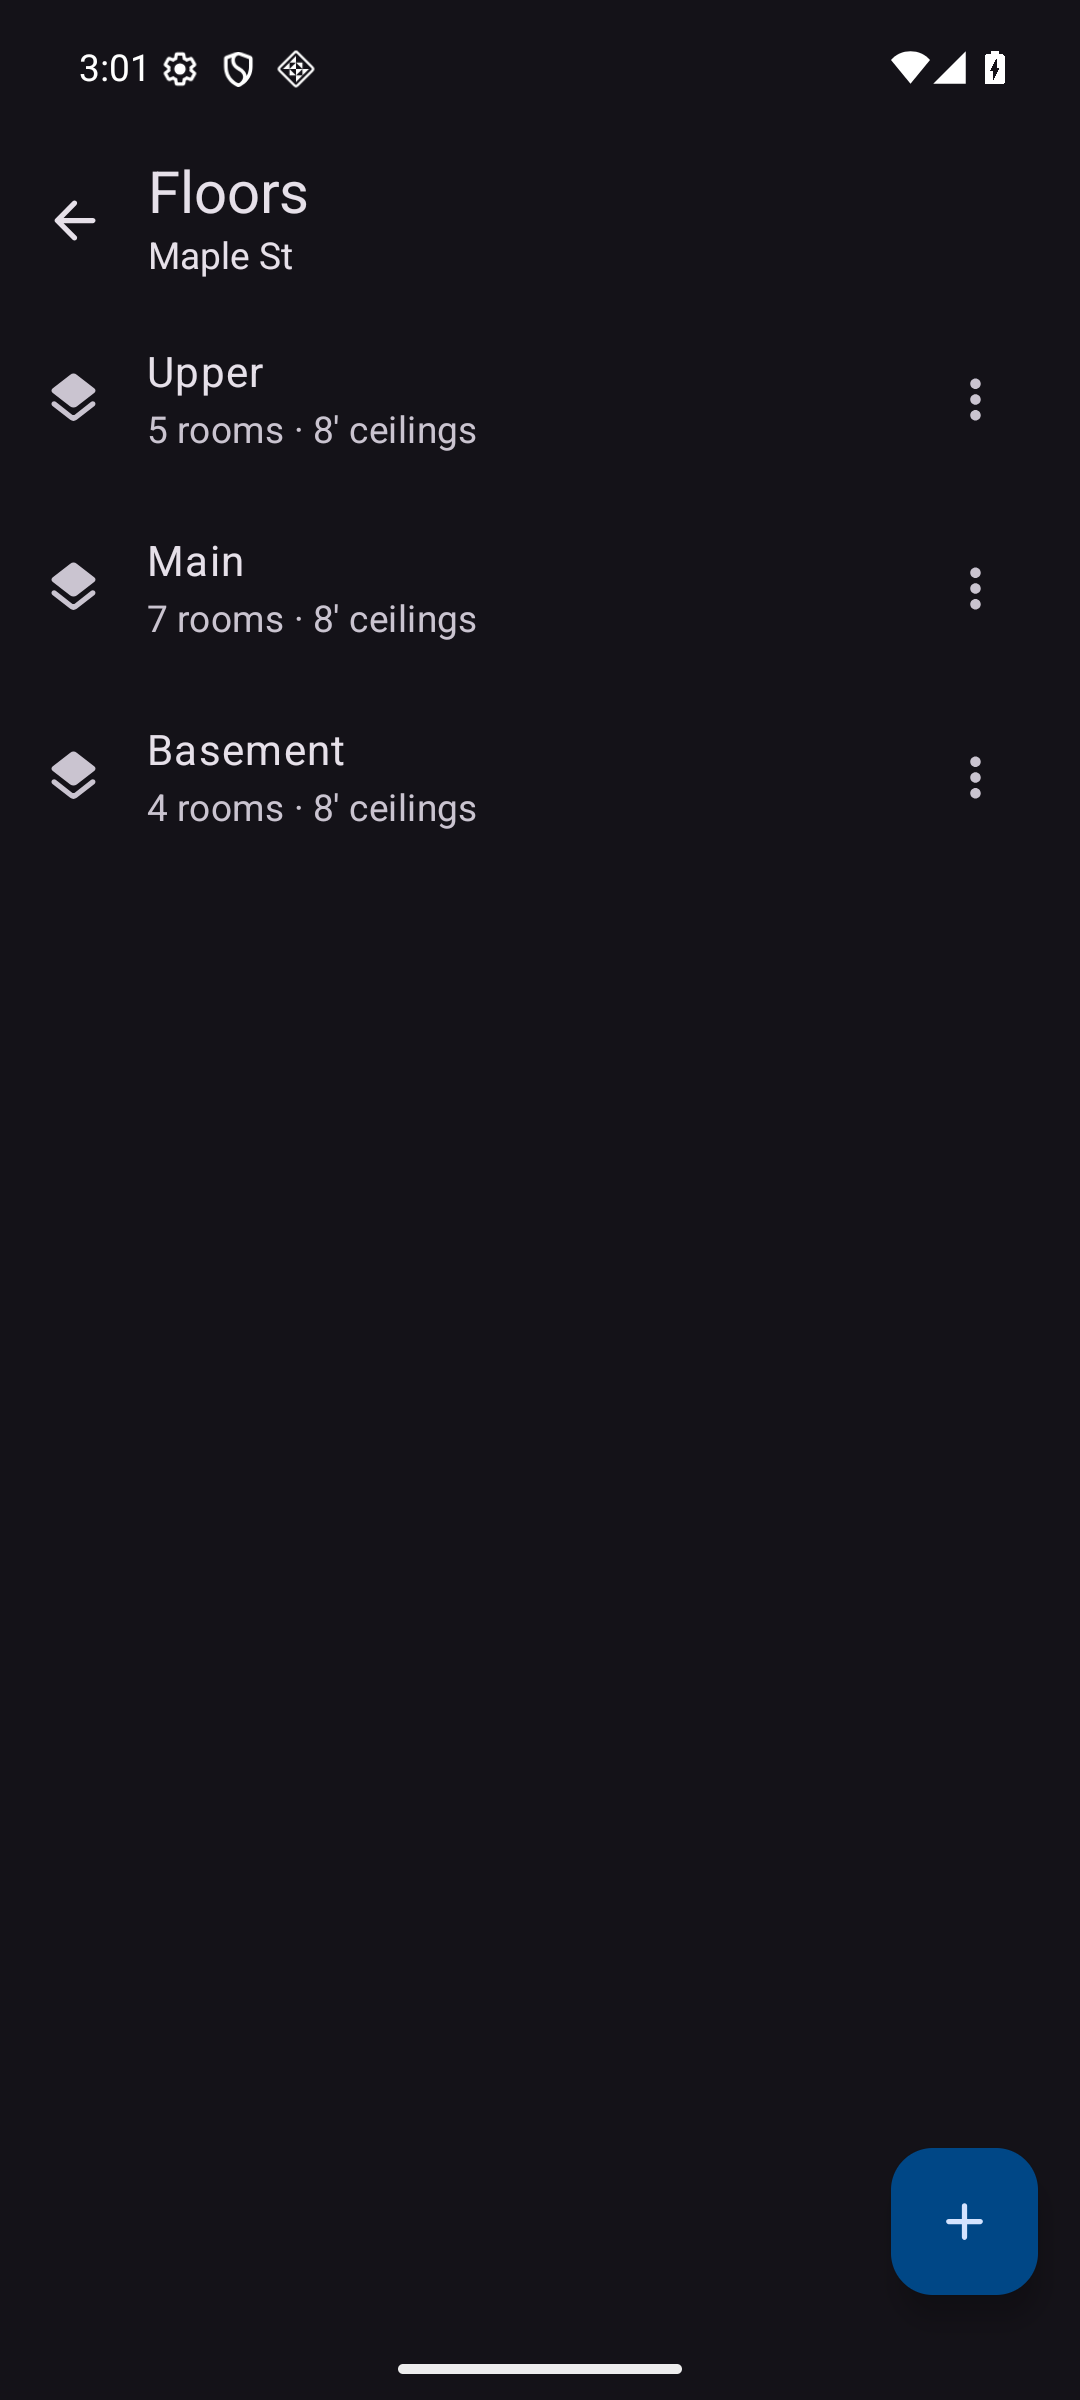 3:01
Floors
Maple St
Upper
5 rooms · 8' ceilings
Main
7 rooms · 8' ceilings
Basement
4 rooms · 8' ceilings